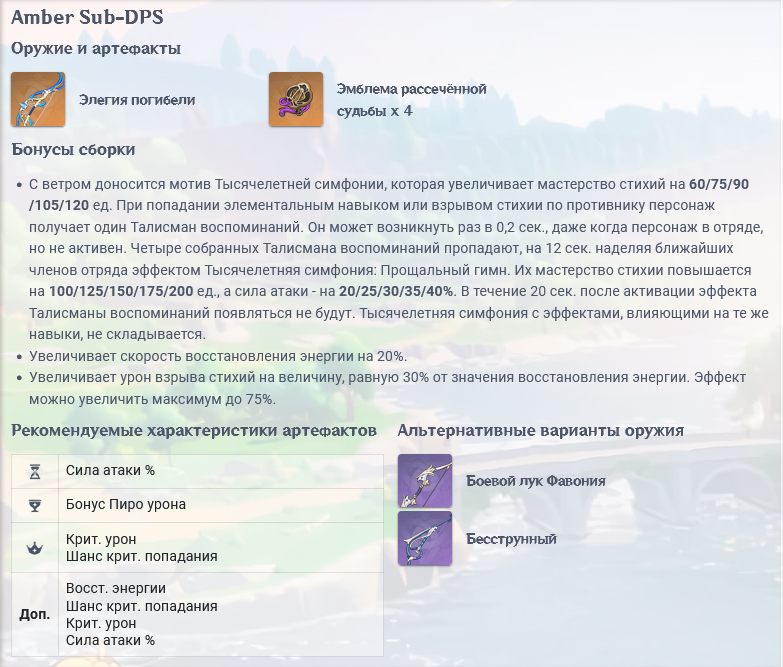 Amber Sub-DPS
Оружие и артефакты
Элегия погибели
Эмблема рассечённой
судьбы x 4
Бонусы сборки
• С ветром доносится мотив Тысячелетней симфонии, которая увеличивает мастерство стихий на 60/75/90
/105/120 ед. При попадании элементальным навыком или взрывом стихии по противнику персонаж
получает один Талисман воспоминаний. Он может возникнуть раз в 0,2 сек., даже когда персонаж в отряде,
но не активен. Четыре собранных Талисмана воспоминаний пропадают, на 12 сек. наделяя ближайших
членов отряда эффектом Тысячелетняя симфония: Прощальный гимн. Их мастерство стихии повышается
на 100/125/150/175/200 ед., а сила атаки - на 20/25/30/35/40%. В течение 20 сек. после активации эффекта
Талисманы воспоминаний появляться не будут. Тысячелетняя симфония с эффектами, влияющими на те же
навыки, не складывается.
• Увеличивает скорость восстановления энергии на 20%.
• Увеличивает урон взрыва стихий на величину, равную 30% от значения восстановления энергии. Эффект
можно увеличить максимум до 75%.
Рекомендуемые характеристики артефактов
Сила атаки %
Бонус Пиро урона
Крит. урон
Шанс крит. попадания
Доп.
Восст. энергии
Шанс крит. попадания
Крит. урон
Сила атаки %
Альтернативные варианты оружия
Боевой лук Фавония
Бесструнный